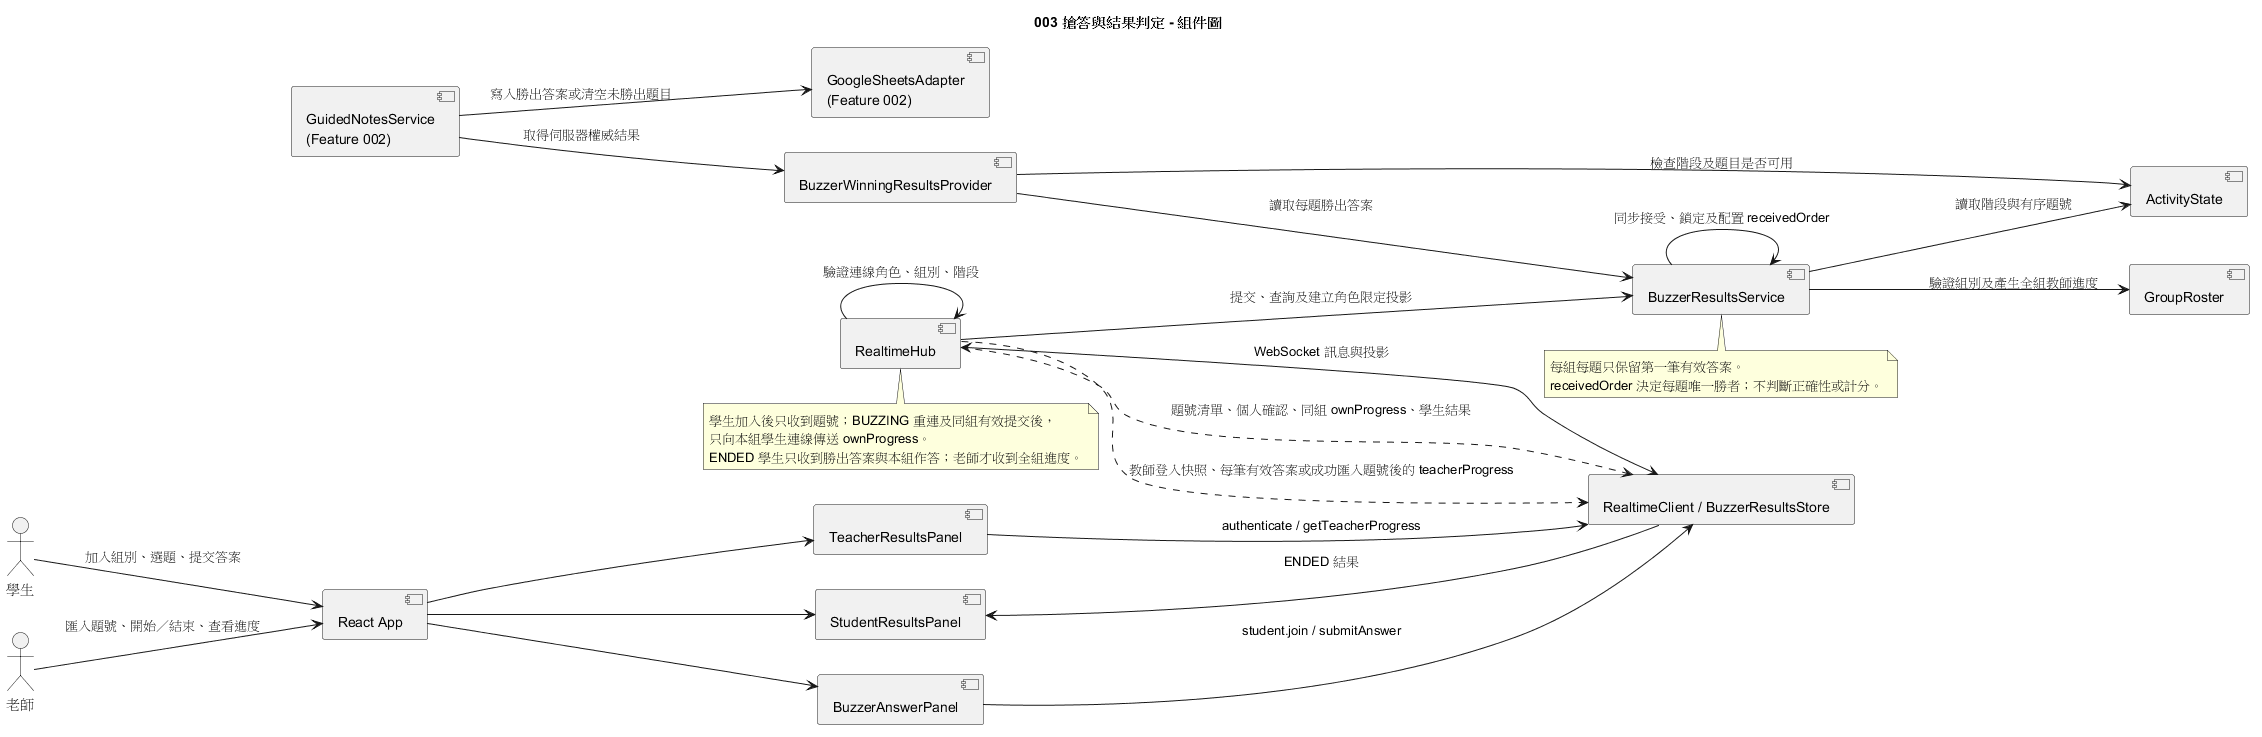 003 搶答與結果判定 - 組件圖
GoogleSheetsAdapter
(Feature 002)
GuidedNotesService
(Feature 002)
寫入勝出答案或清空未勝出題目
取得伺服器權威結果
BuzzerWinningResultsProvider
檢查階段及題目是否可用
讀取每題勝出答案
讀取階段與有序題號
ActivityState
同步接受、鎖定及配置 receivedOrder
BuzzerResultsService
驗證組別及產生全組教師進度
GroupRoster
驗證連線角色、組別、階段
RealtimeHub
提交、查詢及建立角色限定投影
WebSocket 訊息與投影
每組每題只保留第一筆有效答案。
receivedOrder 決定每題唯一勝者；不判斷正確性或計分。
學生加入後只收到題號；BUZZING 重連及同組有效提交後，
只向本組學生連線傳送 ownProgress。
ENDED 學生只收到勝出答案與本組作答；老師才收到全組進度。
題號清單、個人確認、同組 ownProgress、學生結果
教師登入快照、每筆有效答案或成功匯入題號後的 teacherProgress
RealtimeClient / BuzzerResultsStore
TeacherResultsPanel
authenticate / getTeacherProgress
ENDED 結果
學生
加入組別、選題、提交答案
React App
StudentResultsPanel
匯入題號、開始／結束、查看進度
student.join / submitAnswer
老師
BuzzerAnswerPanel